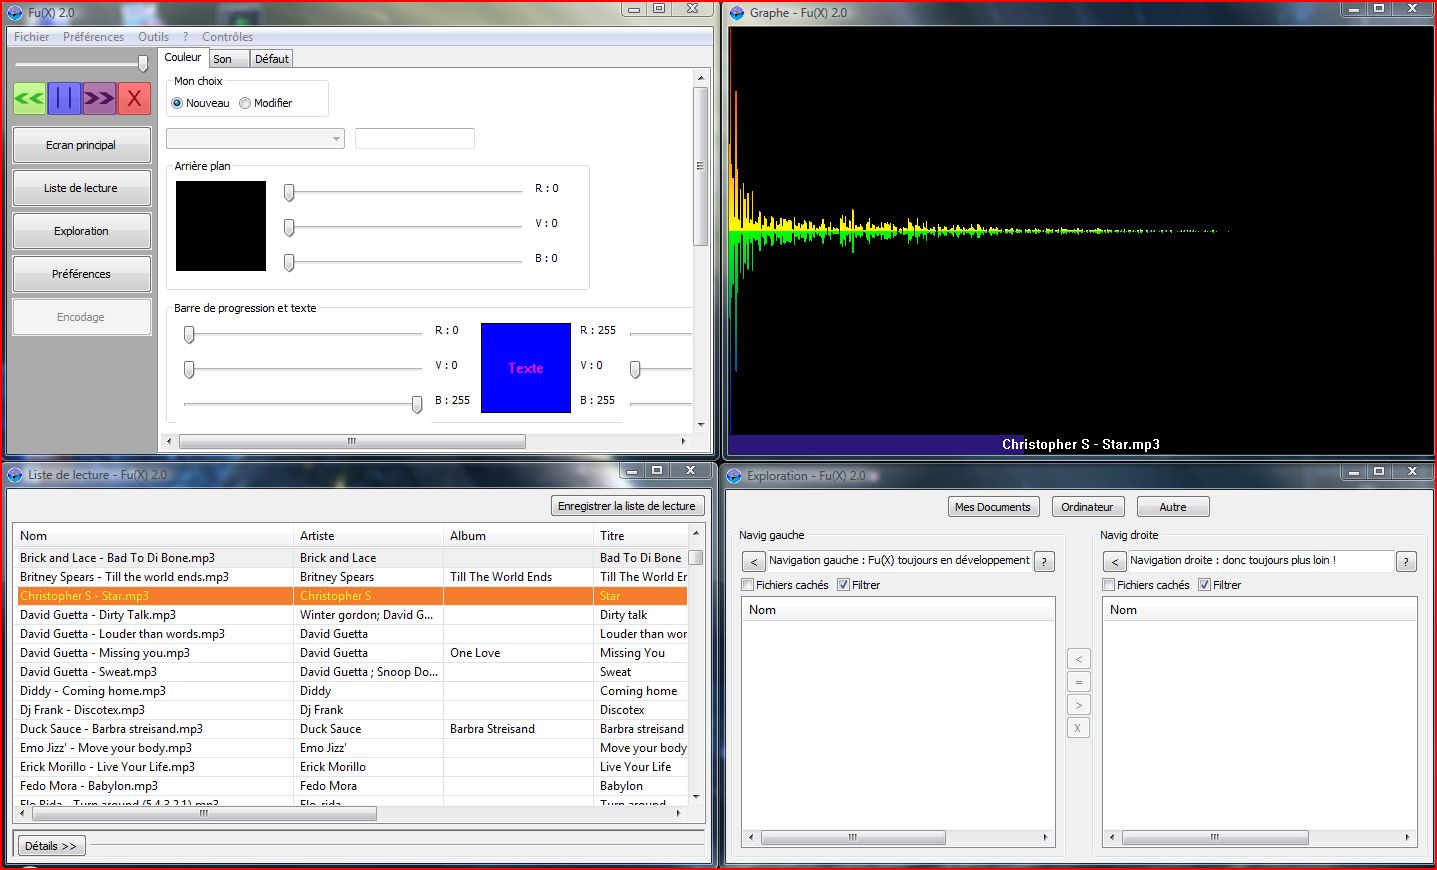 Fu(X) 2.0
Fichier Préférences Outils ? Contrôles
<< || >> X
Ecran principal
Liste de lecture
Exploration
Préférences
Encodage
Couleur Son Défaut
Mon choix
Nouveau Modifier
Arrière plan
R : 0
V : 0
B : 0
Barre de progression et texte
R : 0 R : 255
V : 0 Texte V : 0
B : 255 B : 255
Graphe - Fu(X) 2.0
Christopher S - Star.mp3
Liste de lecture - Fu(X) 2.0
Enregistrer la liste de lecture
Nom Artiste Album Titre
Brick and Lace - Bad To Di Bone.mp3 Brick and Lace Bad To Di Bone
Britney Spears - Till the world ends.mp3 Britney Spears Till The World Ends Till The World Er
Christopher S - Star.mp3 Christopher S Star
David Guetta - Dirty Talk.mp3 Winter gordon; David G... Dirty talk
David Guetta - Louder than words.mp3 David Guetta Louder than wor
David Guetta - Missing you.mp3 David Guetta One Love Missing You
David Guetta - Sweat.mp3 David Guetta ; Snoop Do... Sweat
Diddy - Coming home.mp3 Diddy Coming home
Dj Frank - Discotex.mp3 Dj Frank Discotex
Duck Sauce - Barbra streisand.mp3 Duck Sauce Barbra Streisand Barbra streisand
Emo Jizz' - Move your body.mp3 Emo Jizz' Move your body
Erick Morillo - Live Your Life.mp3 Erick Morillo Live Your Life
Fedo Mora - Babylon.mp3 Fedo Mora Babylon
Flo Rida - Turn around (5,4,3,2,1).mp3 Flo-rida Turn around
Détails >>
Exploration - Fu(X) 2.0
Mes Documents Ordinateur Autre
Navig gauche
< Navigation gauche : Fu(X) toujours en développement ?
Fichiers cachés Filtrer
Nom
<
=
>
X
Navig droite
< Navigation droite : donc toujours plus loin ! ?
Fichiers cachés Filtrer
Nom